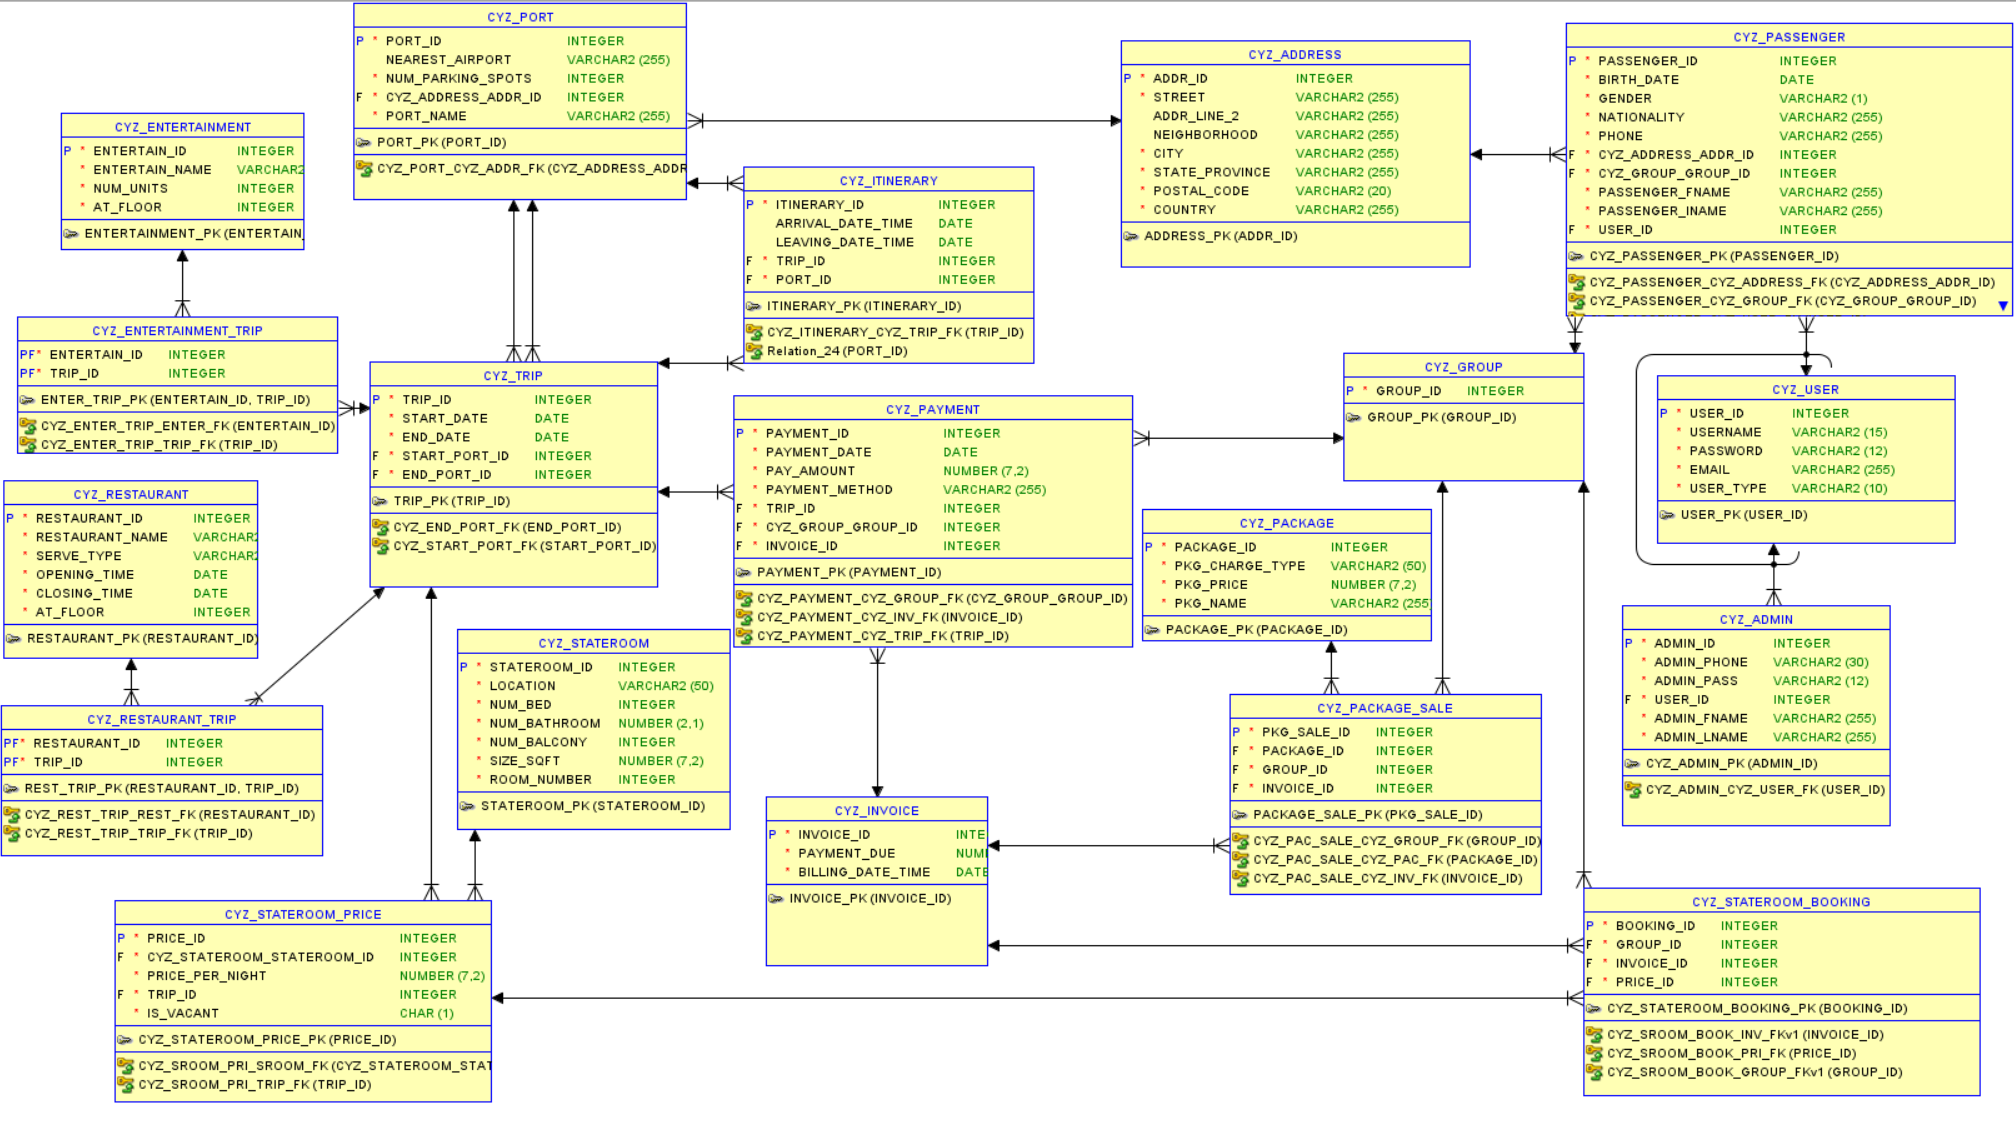 CYZ_PORT
P * PORT_ID INTEGER
NEAREST_AIRPORT VARCHAR2 (255)
* NUM_PARKING_SPOTS INTEGER
F * CYZ_ADDRESS_ADDR_ID INTEGER
* PORT_NAME VARCHAR2 (255)
PORT_PK (PORT_ID)
CYZ_PORT_CYZ_ADDR_FK (CYZ_ADDRESS_ADDR
CYZ_ADDRESS
P * ADDR_ID INTEGER
* STREET VARCHAR2 (255)
ADDR_LINE_2 VARCHAR2 (255)
NEIGHBORHOOD VARCHAR2 (255)
* CITY VARCHAR2 (255)
* STATE_PROVINCE VARCHAR2 (255)
* POSTAL_CODE VARCHAR2 (20)
* COUNTRY VARCHAR2 (255)
ADDRESS_PK (ADDR_ID)
CYZ_PASSENGER
P * PASSENGER_ID INTEGER
* BIRTH_DATE DATE
* GENDER VARCHAR2 (1)
* NATIONALITY VARCHAR2 (255)
* PHONE VARCHAR2 (255)
F * CYZ_ADDRESS_ADDR_ID INTEGER
F * CYZ_GROUP_GROUP_ID INTEGER
* PASSENGER_FNAME VARCHAR2 (255)
* PASSENGER_INAME VARCHAR2 (255)
F * USER_ID INTEGER
CYZ_PASSENGER_PK (PASSENGER_ID)
CYZ_PASSENGER_CYZ_ADDRESS_FK (CYZ_ADDRESS_ADDR_ID)
CYZ_PASSENGER_CYZ_GROUP_FK (CYZ_GROUP_GROUP_ID)
CYZ_ENTERTAINMENT
P * ENTERTAIN_ID INTEGER
* ENTERTAIN_NAME VARCHAR2
* NUM_UNITS INTEGER
* AT_FLOOR INTEGER
ENTERTAINMENT_PK (ENTERTAIN_
CYZ_ITINERARY
P * ITINERARY_ID INTEGER
ARRIVAL_DATE_TIME DATE
LEAVING_DATE_TIME DATE
F * TRIP_ID INTEGER
F * PORT_ID INTEGER
ITINERARY_PK (ITINERARY_ID)
CYZ_ITINERARY_CYZ_TRIP_FK (TRIP_ID)
Relation_24 (PORT_ID)
CYZ_ENTERTAINMENT_TRIP
PF* ENTERTAIN_ID INTEGER
PF* TRIP_ID INTEGER
ENTER_TRIP_PK (ENTERTAIN_ID, TRIP_ID)
CYZ_ENTER_TRIP_ENTER_FK (ENTERTAIN_ID)
CYZ_ENTER_TRIP_TRIP_FK (TRIP_ID)
CYZ_TRIP
P * TRIP_ID INTEGER
* START_DATE DATE
* END_DATE DATE
F * START_PORT_ID INTEGER
F * END_PORT_ID INTEGER
TRIP_PK (TRIP_ID)
CYZ_END_PORT_FK (END_PORT_ID)
CYZ_START_PORT_FK (START_PORT_ID)
CYZ_PAYMENT
P * PAYMENT_ID INTEGER
* PAYMENT_DATE DATE
* PAY_AMOUNT NUMBER (7,2)
* PAYMENT_METHOD VARCHAR2 (255)
F * TRIP_ID INTEGER
F * CYZ_GROUP_GROUP_ID INTEGER
F * INVOICE_ID INTEGER
PAYMENT_PK (PAYMENT_ID)
CYZ_PAYMENT_CYZ_GROUP_FK (CYZ_GROUP_GROUP_ID)
CYZ_PAYMENT_CYZ_INV_FK (INVOICE_ID)
CYZ_PAYMENT_CYZ_TRIP_FK (TRIP_ID)
CYZ_GROUP
P * GROUP_ID INTEGER
GROUP_PK (GROUP_ID)
CYZ_USER
P * USER_ID INTEGER
* USERNAME VARCHAR2 (15)
* PASSWORD VARCHAR2 (12)
* EMAIL VARCHAR2 (255)
* USER_TYPE VARCHAR2 (10)
USER_PK (USER_ID)
CYZ_RESTAURANT
P * RESTAURANT_ID INTEGER
* RESTAURANT_NAME VARCHAR2
* SERVE_TYPE VARCHAR2
* OPENING_TIME DATE
* CLOSING_TIME DATE
* AT_FLOOR INTEGER
RESTAURANT_PK (RESTAURANT_ID)
CYZ_PACKAGE
P * PACKAGE_ID INTEGER
* PKG_CHARGE_TYPE VARCHAR2 (50)
* PKG_PRICE NUMBER (7,2)
* PKG_NAME VARCHAR2 (255
PACKAGE_PK (PACKAGE_ID)
CYZ_ADMIN
P * ADMIN_ID INTEGER
* ADMIN_PHONE VARCHAR2 (30)
* ADMIN_PASS VARCHAR2 (12)
F * USER_ID INTEGER
* ADMIN_FNAME VARCHAR2 (255)
* ADMIN_LNAME VARCHAR2 (255)
CYZ_ADMIN_PK (ADMIN_ID)
CYZ_ADMIN_CYZ_USER_FK (USER_ID)
CYZ_STATEROOM
P * STATEROOM_ID INTEGER
* LOCATION VARCHAR2 (50)
* NUM_BED INTEGER
* NUM_BATHROOM NUMBER (2,1)
* NUM_BALCONY INTEGER
* SIZE_SQFT NUMBER (7,2)
* ROOM_NUMBER INTEGER
STATEROOM_PK (STATEROOM_ID)
CYZ_RESTAURANT_TRIP
PF* RESTAURANT_ID INTEGER
PF* TRIP_ID INTEGER
REST_TRIP_PK (RESTAURANT_ID, TRIP_ID)
CYZ_REST_TRIP_REST_FK (RESTAURANT_ID)
CYZ_REST_TRIP_TRIP_FK (TRIP_ID)
CYZ_PACKAGE_SALE
P * PKG_SALE_ID INTEGER
F * PACKAGE_ID INTEGER
F * GROUP_ID INTEGER
F * INVOICE_ID INTEGER
PACKAGE_SALE_PK (PKG_SALE_ID)
CYZ_PAC_SALE_CYZ_GROUP_FK (GROUP_ID)
CYZ_PAC_SALE_CYZ_PAC_FK (PACKAGE_ID)
CYZ_PAC_SALE_CYZ_INV_FK (INVOICE_ID)
CYZ_INVOICE
P * INVOICE_ID INTE
* PAYMENT_DUE NUM
* BILLING_DATE_TIME DATE
INVOICE_PK (INVOICE_ID)
CYZ_STATEROOM_PRICE
P * PRICE_ID INTEGER
F * CYZ_STATEROOM_STATEROOM_ID INTEGER
* PRICE_PER_NIGHT NUMBER (7,2)
F * TRIP_ID INTEGER
* IS_VACANT CHAR (1)
CYZ_STATEROOM_PRICE_PK (PRICE_ID)
CYZ_SROOM_PRI_SROOM_FK (CYZ_STATEROOM_STAT
CYZ_SROOM_PRI_TRIP_FK (TRIP_ID)
CYZ_STATEROOM_BOOKING
P * BOOKING_ID INTEGER
F * GROUP_ID INTEGER
F * INVOICE_ID INTEGER
F * PRICE_ID INTEGER
CYZ_STATEROOM_BOOKING_PK (BOOKING_ID)
CYZ_SROOM_BOOK_INV_FKv1 (INVOICE_ID)
CYZ_SROOM_BOOK_PRI_FK (PRICE_ID)
CYZ_SROOM_BOOK_GROUP_FKv1 (GROUP_ID)